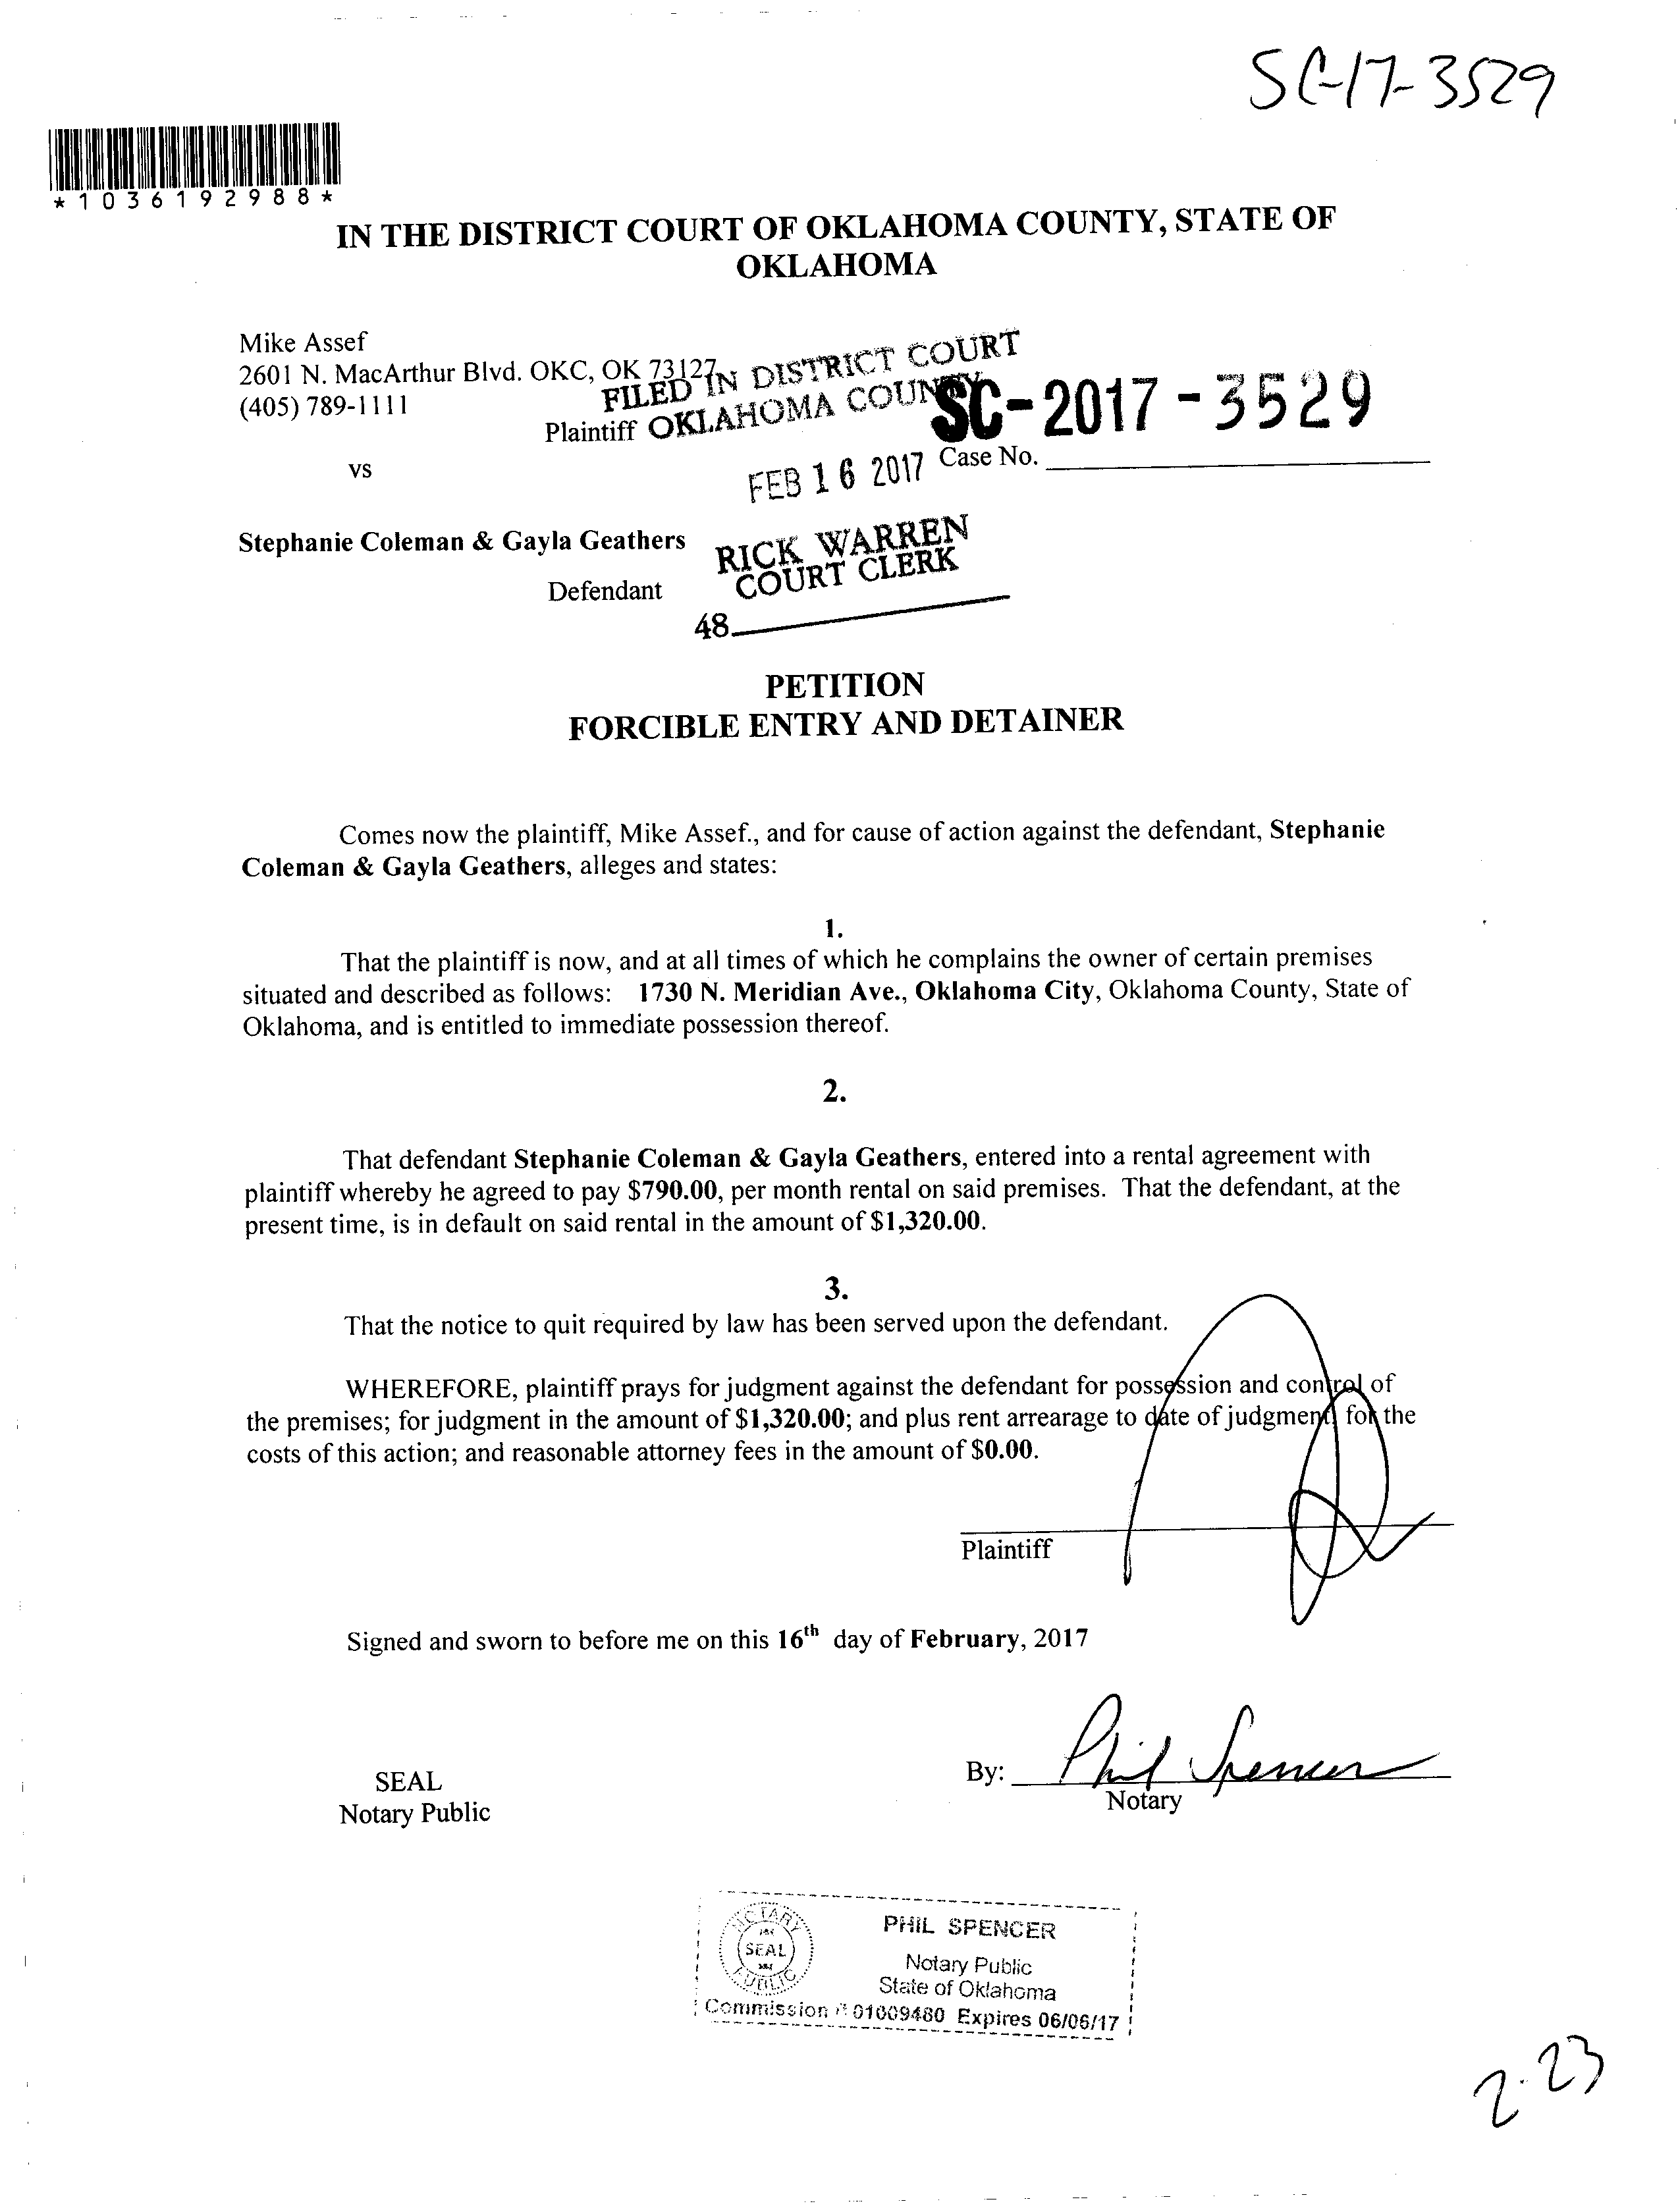 SC-17-3529
*1036192988*
IN THE DISTRICT COURT OF OKLAHOMA COUNTY, STATE OF
OKLAHOMA
Mike Assef
2601 N. MacArthur Blvd. OKC, OK 73127
(405) 789-1111
Plaintiff
FILED IN DISTRICT COURT
OKLAHOMA COUNTY
SC-2017-3529
FEB 16 2017
Case No.
vs
Stephanie Coleman & Gayla Geathers
Defendant
RICK WARREN
COURT CLERK
48
PETITION
FORCIBLE ENTRY AND DETAINER
Comes now the plaintiff, Mike Assef., and for cause of action against the defendant, Stephanie
Coleman & Gayla Geathers, alleges and states:
1.
That the plaintiff is now, and at all times of which he complains the owner of certain premises
situated and described as follows: 1730 N. Meridian Ave., Oklahoma City, Oklahoma County, State of
Oklahoma, and is entitled to immediate possession thereof.
2.
That defendant Stephanie Coleman & Gayla Geathers, entered into a rental agreement with
plaintiff whereby he agreed to pay $790.00, per month rental on said premises. That the defendant, at the
present time, is in default on said rental in the amount of $1,320.00.
3.
That the notice to quit required by law has been served upon the defendant.
WHEREFORE, plaintiff prays for judgment against the defendant for possession and control of
the premises; for judgment in the amount of $1,320.00; and plus rent arrearage to date of judgment; for the
costs of this action; and reasonable attorney fees in the amount of $0.00.
Plaintiff
Signed and sworn to before me on this 16th day of February, 2017
SEAL
Notary Public
By: Phil Spencer
Notary
NOTARY
SEAL
PUBLIC
PHIL SPENCER
Notary Public
State of Oklahoma
Commission # 01009480 Expires 06/06/17
2-23